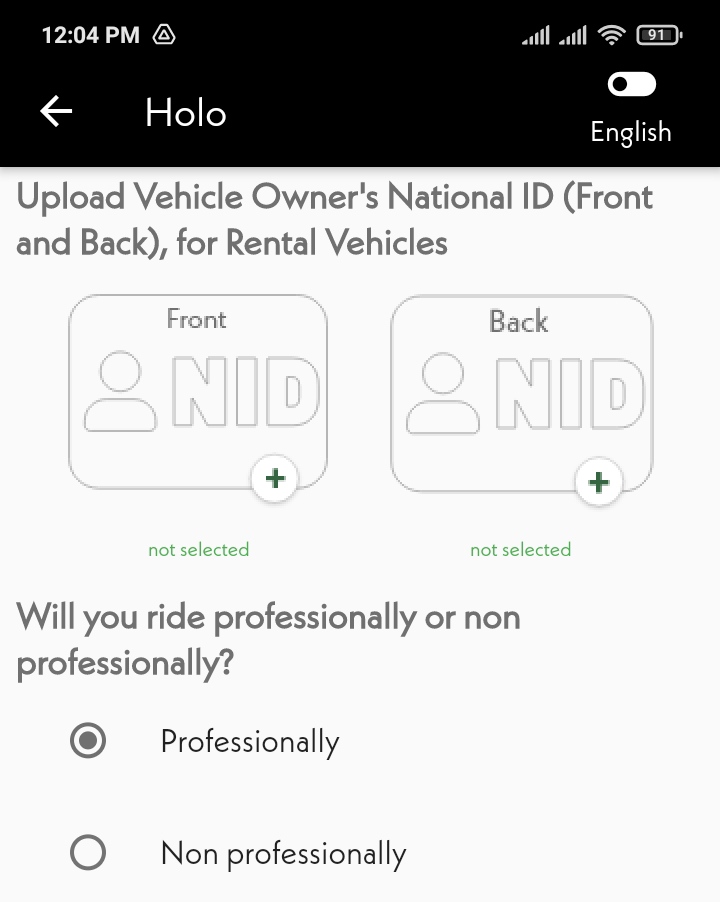 12:04 PM 91
Holo
English
Upload Vehicle Owner's National ID (Front
and Back), for Rental Vehicles
Front Back
NID NID
not selected not selected
Will you ride professionally or non
professionally?
Professionally
Non professionally